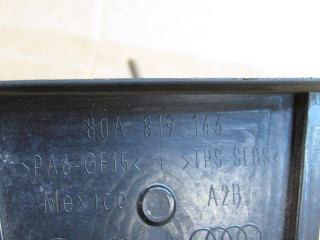 80A 819 143
>PA6-GF15< + >TPS-SEBS<
Mexico A2B